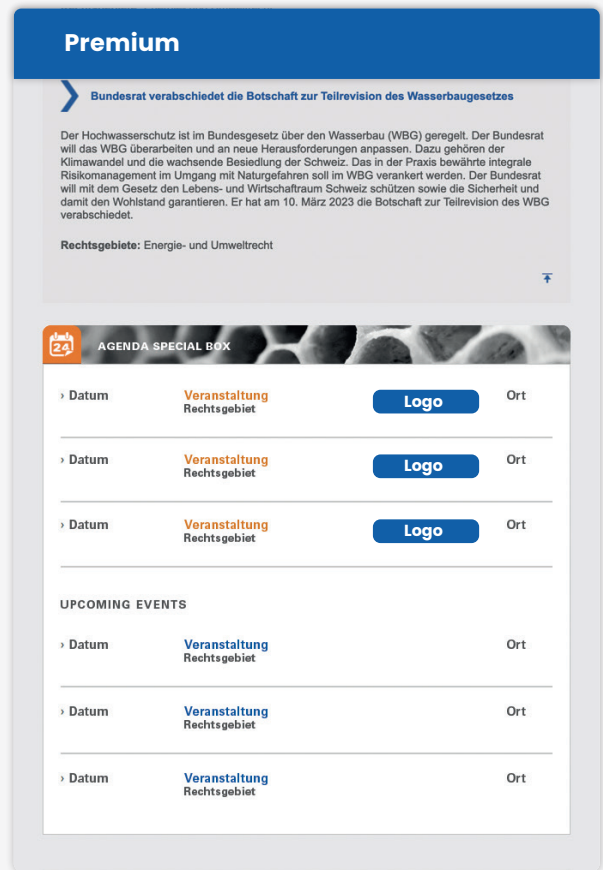 Premium
Bundesrat verabschiedet die Botschaft zur Teilrevision des Wasserbaugesetzes
Der Hochwasserschutz ist im Bundesgesetz über den Wasserbau (WBG) geregelt. Der Bundesrat
will das WBG überarbeiten und an neue Herausforderungen anpassen. Dazu gehören der
Klimawandel und die wachsende Besiedlung der Schweiz. Das in der Praxis bewährte integrale
Risikomanagement im Umgang mit Naturgefahren soll im WBG verankert werden. Der Bundesrat
will mit dem Gesetz den Lebens- und Wirtschaftraum Schweiz schützen sowie die Sicherheit und
damit den Wohlstand garantieren. Er hat am 10. März 2023 die Botschaft zur Teilrevision des WBG
verabschiedet.
Rechtsgebiete: Energie- und Umweltrecht
24 AGENDA SPECIAL BOX
› Datum Veranstaltung Logo Ort
Rechtsgebiet
› Datum Veranstaltung Logo Ort
Rechtsgebiet
› Datum Veranstaltung Logo Ort
Rechtsgebiet
UPCOMING EVENTS
› Datum Veranstaltung Ort
Rechtsgebiet
› Datum Veranstaltung Ort
Rechtsgebiet
› Datum Veranstaltung Ort
Rechtsgebiet